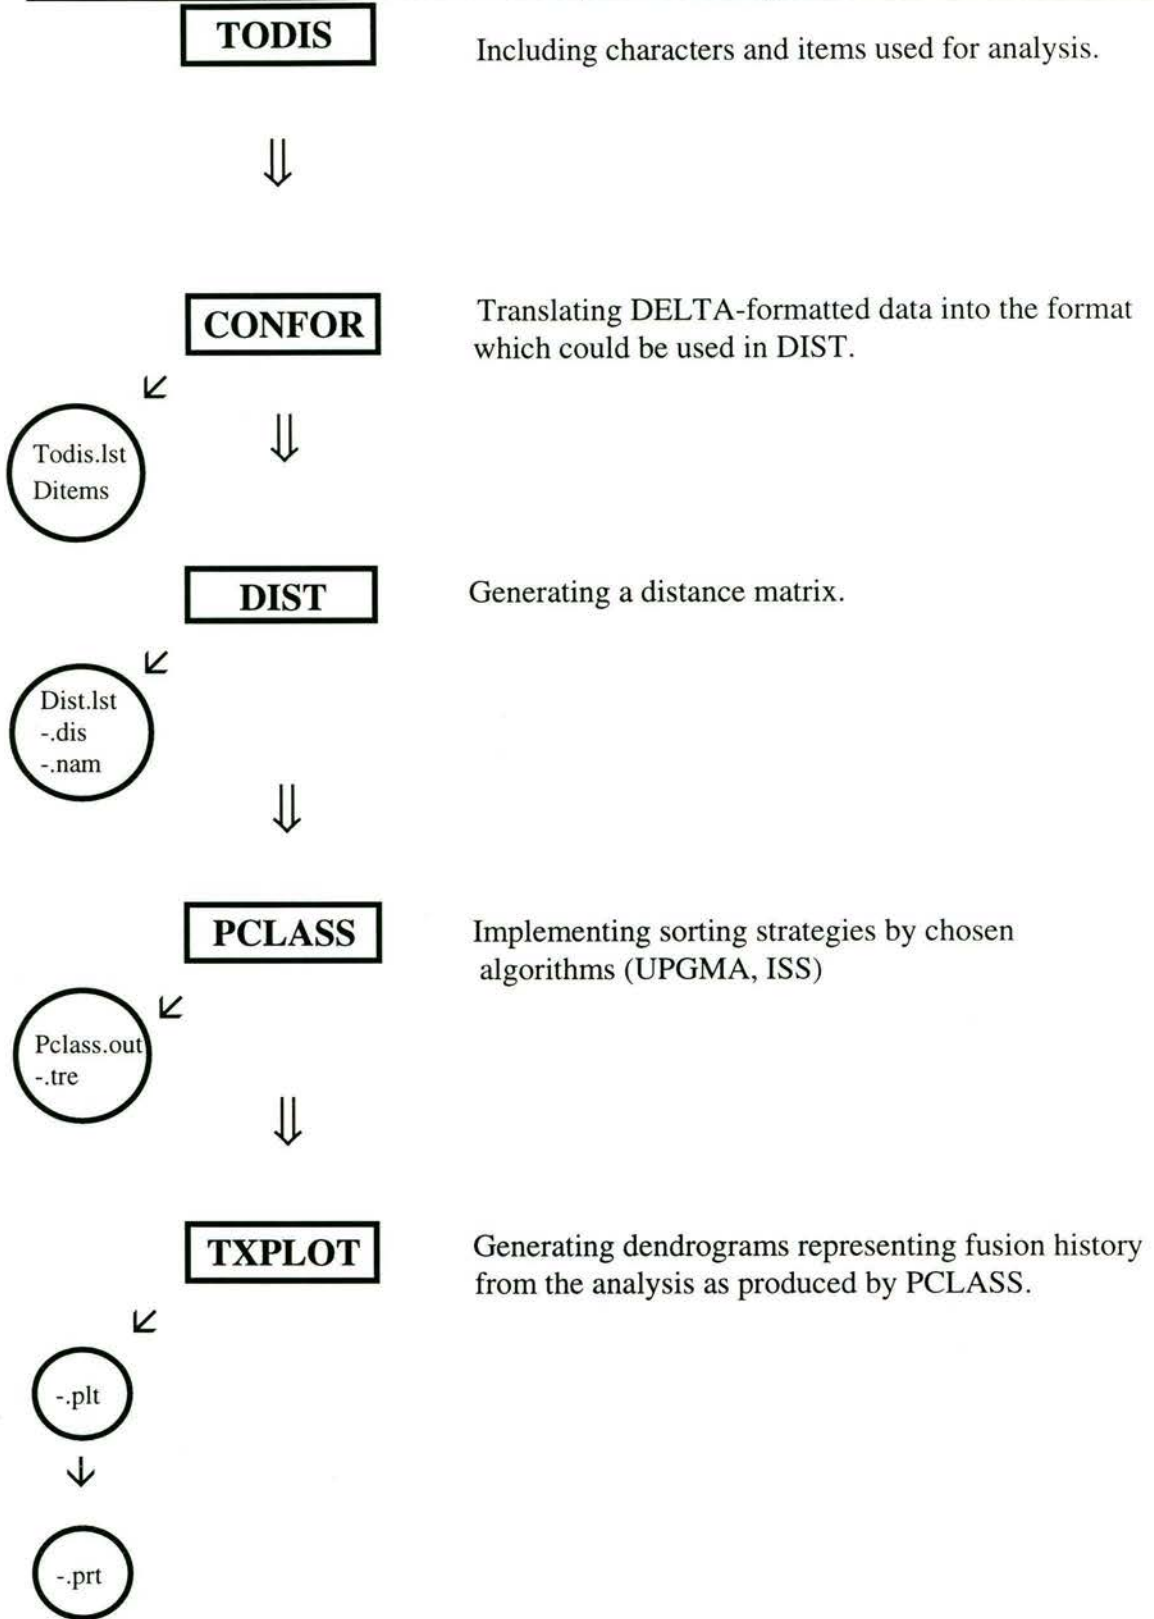 TODIS
Including characters and items used for analysis.
CONFOR
Translating DELTA-formatted data into the format
which could be used in DIST.
Todis.lst
Ditems
DIST
Generating a distance matrix.
Dist.lst
-.dis
-.nam
PCLASS
Implementing sorting strategies by chosen
algorithms (UPGMA, ISS)
Pclass.out
-.tre
TXPLOT
Generating dendrograms representing fusion history
from the analysis as produced by PCLASS.
-.plt
-.prt